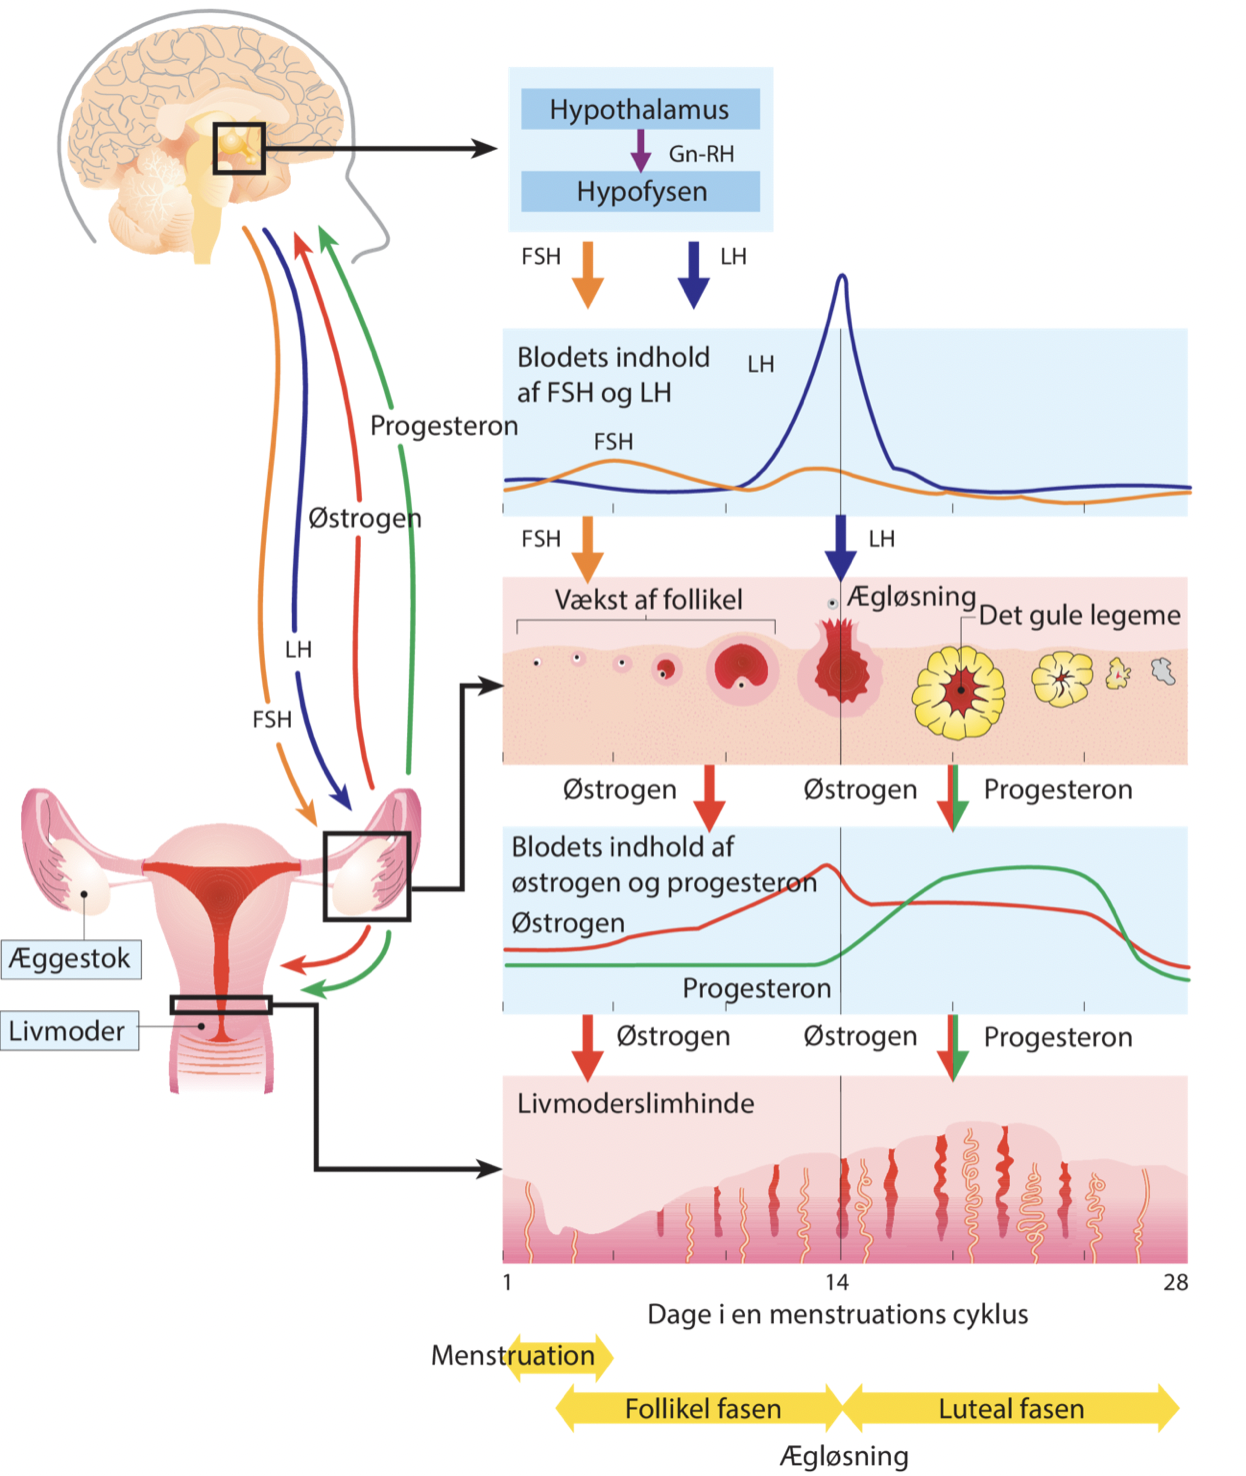 Hypothalamus
Gn-RH
Hypofysen
FSH
LH
Blodets indhold
af FSH og LH
LH
FSH
Progesteron
Østrogen
LH
FSH
FSH
LH
Vækst af follikel
Ægløsning
Det gule legeme
Østrogen
Østrogen
Progesteron
Blodets indhold af
østrogen og progesteron
Østrogen
Progesteron
Æggestok
Livmoder
Østrogen
Østrogen
Progesteron
Livmoderslimhinde
1
14
28
Dage i en menstruations cyklus
Menstruation
Follikel fasen
Luteal fasen
Ægløsning